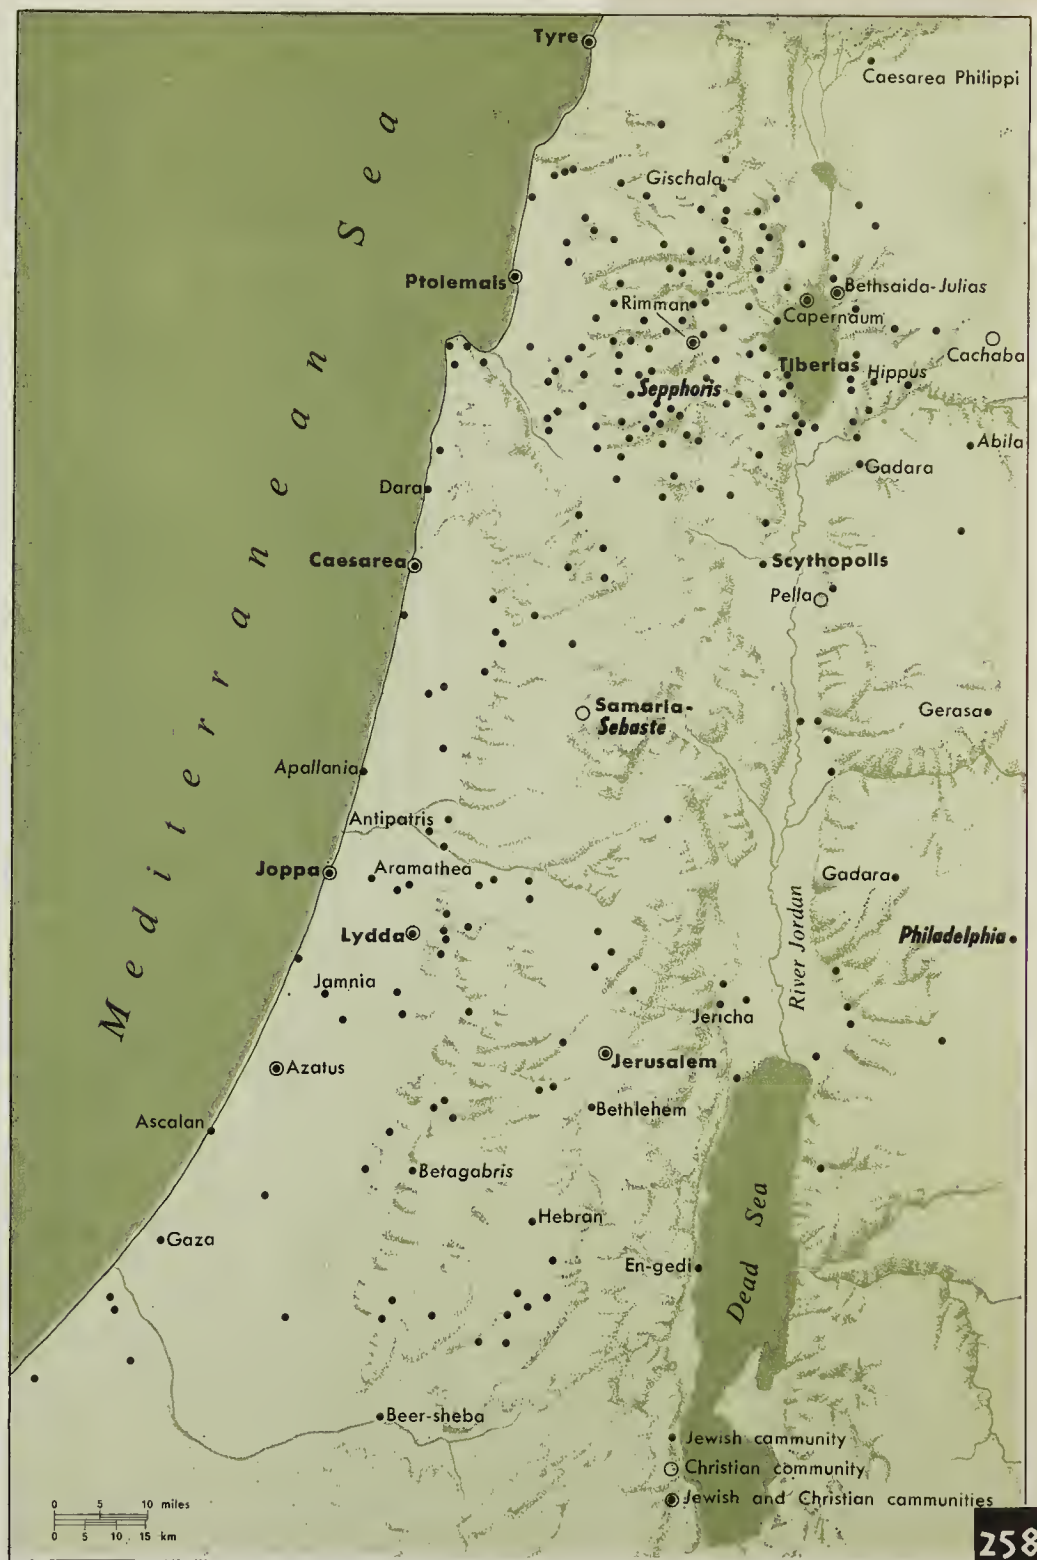 Tyre
Caesarea Philippi
Mediterranean Sea
Gischala
Ptolemais
Bethsaida-Julias
Rimman
Capernaum
Cachaba
Tiberias
Hippus
Sepphoris
Abila
Gadara
Dara
Caesarea
Scythopolis
Pella
Samaria-
Sebaste
Gerasa
Apallania
Antipatris
Joppa
Aramathea
Gadara
River Jordan
Lydda
Philadelphia
Jamnia
Jericha
Jerusalem
Azatus
Bethlehem
Ascalan
Betagabris
Dead Sea
Hebran
Gaza
En-gedi
Beer-sheba
Jewish cammunity
Christian community
Jewish and Christian cammunities
0 5 10 miles
0 5 10 15 km
258